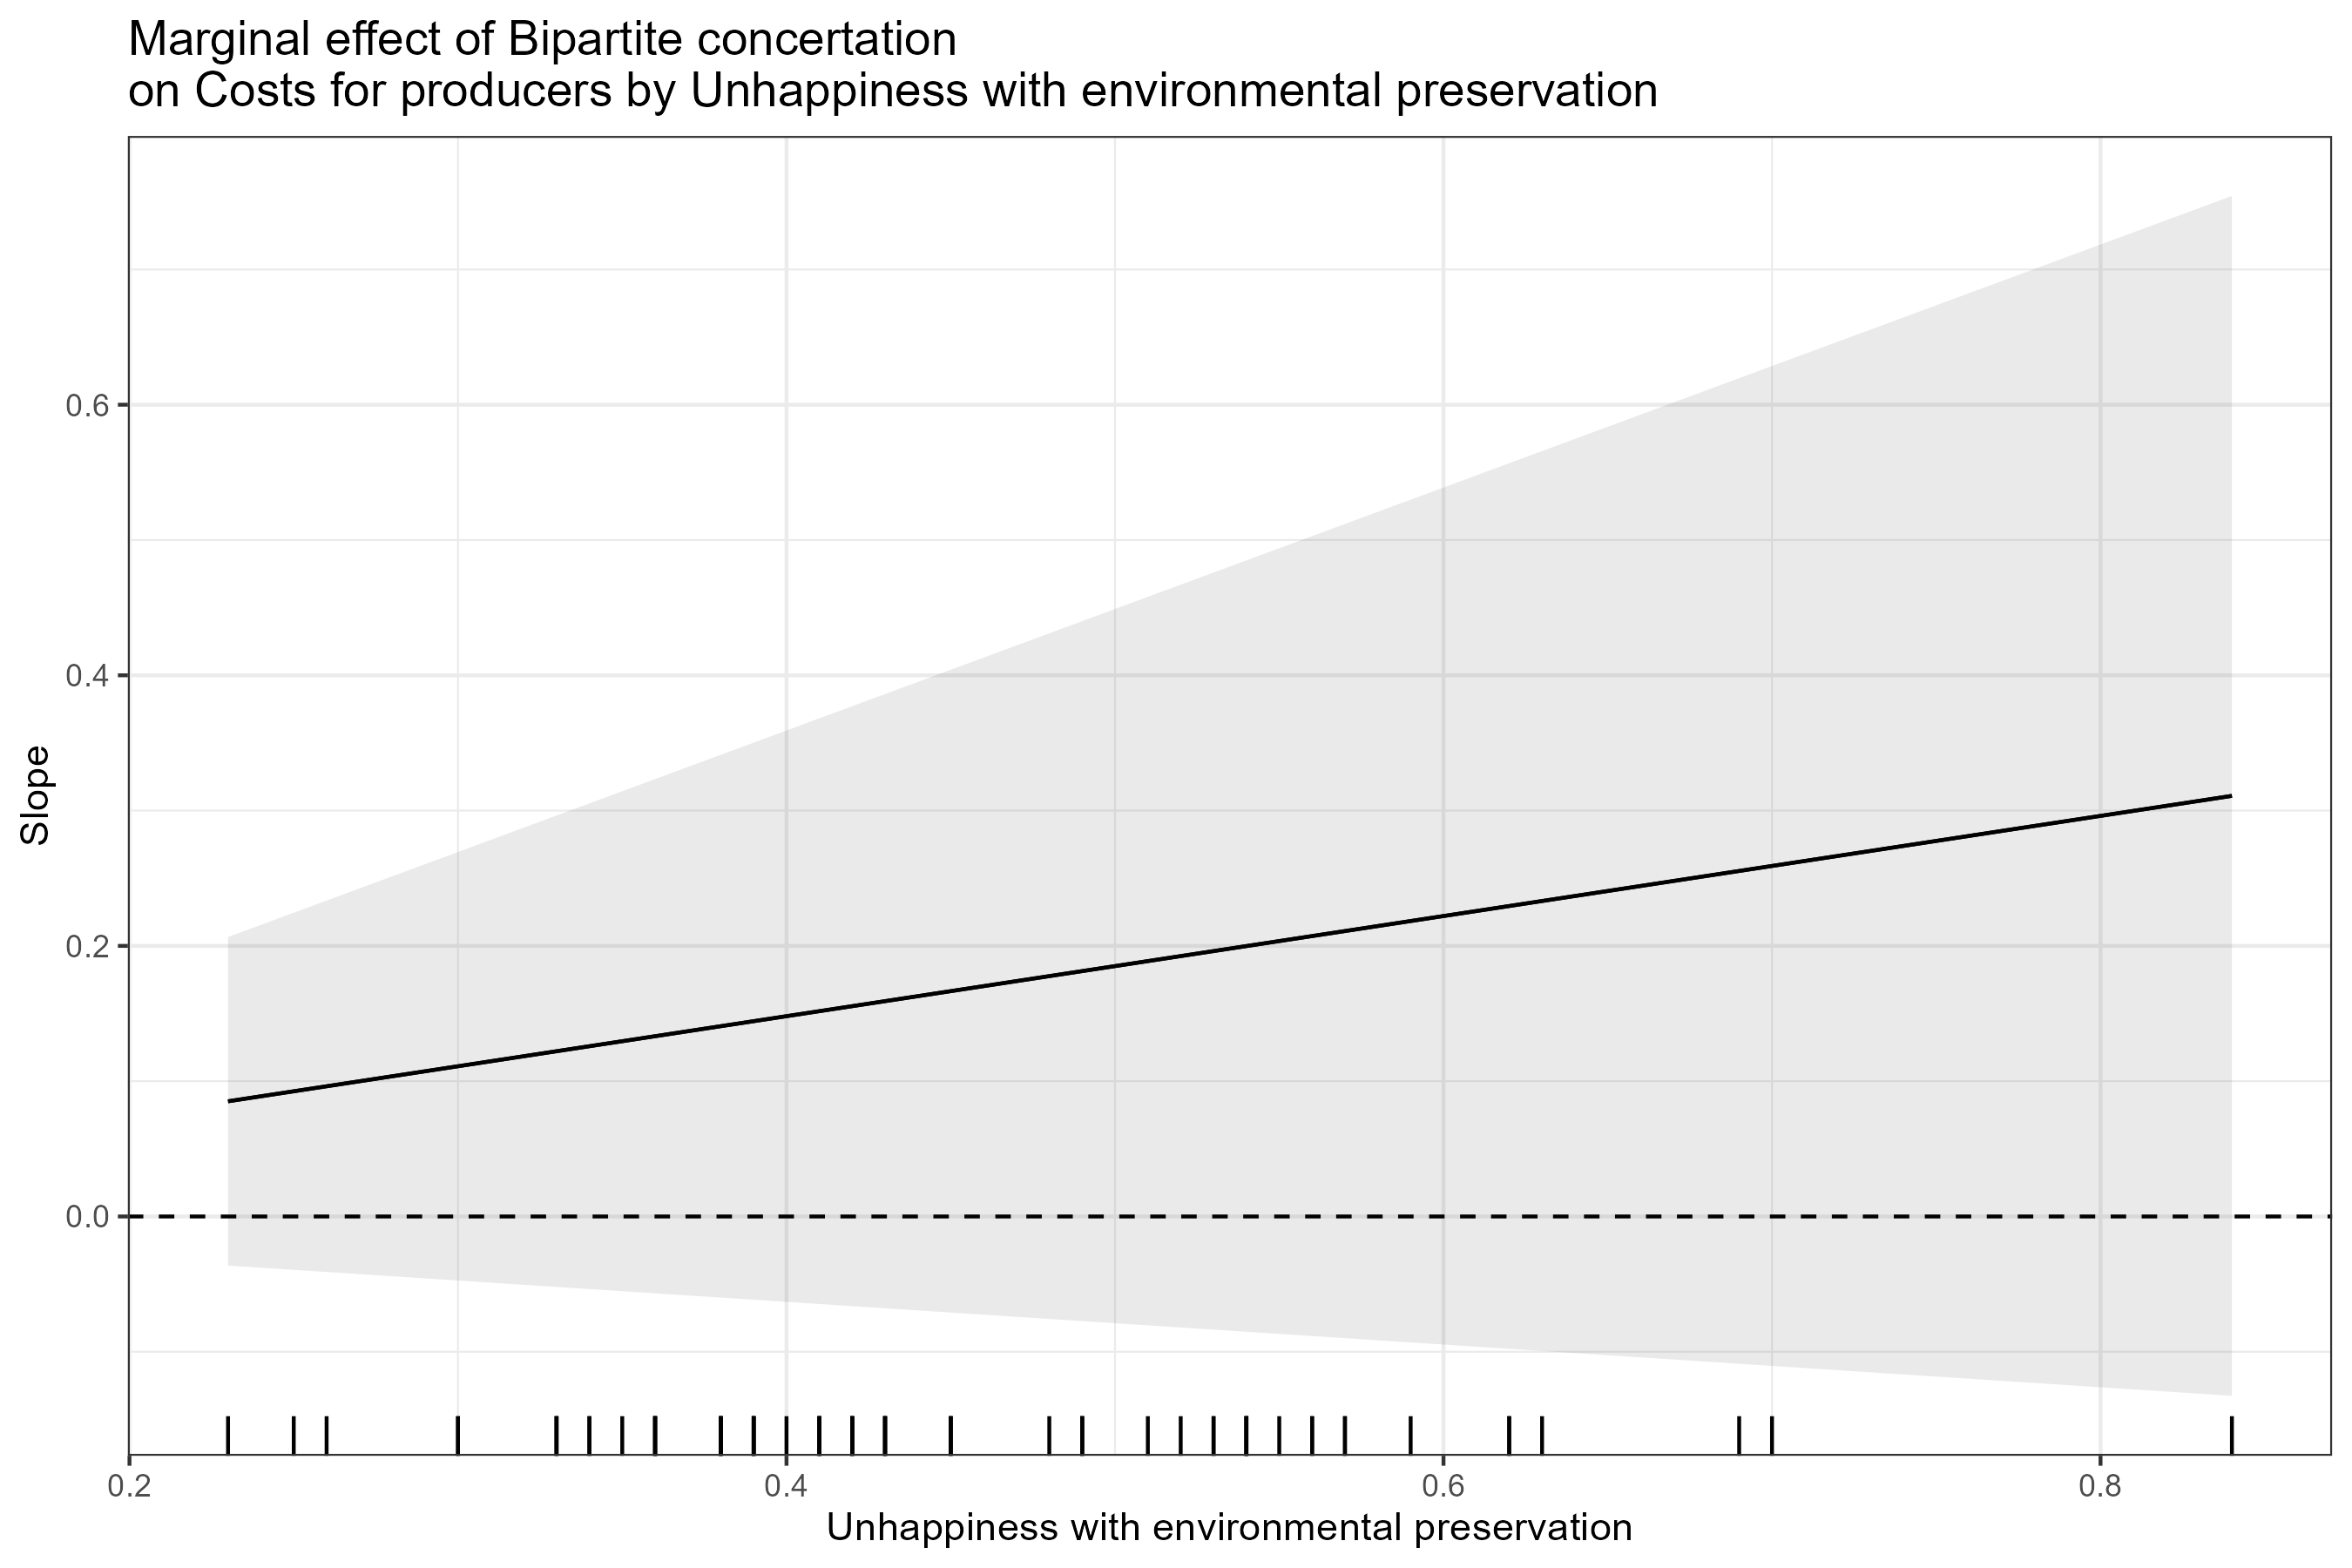 Marginal effect of Bipartite concertation
on Costs for producers by Unhappiness with environmental preservation
Slope
0.6
0.4
0.2
0.0
0.2
0.4
0.6
0.8
Unhappiness with environmental preservation